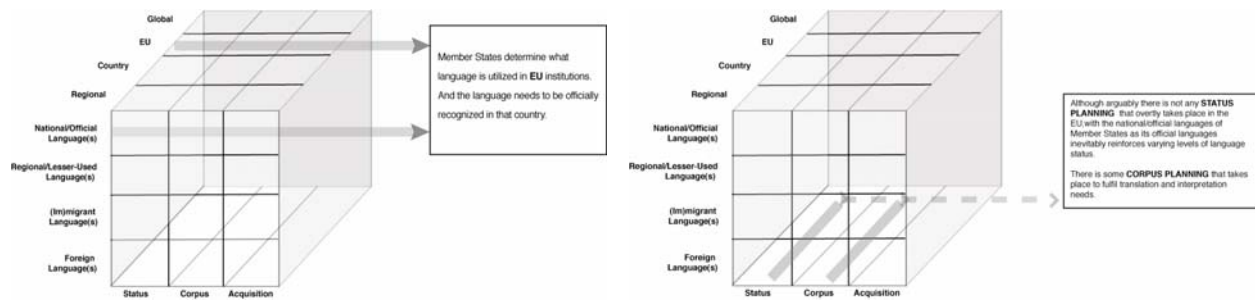 Global
EU
Country
Regional
National/Official
Language(s)
Regional/Lesser-Used
Language(s)
(Im)migrant
Language(s)
Foreign
Language(s)
Status Corpus Acquisition
Member States determine what
language is utilized in EU institutions.
And the language needs to be officially
recognized in that country.
Global
EU
Country
Regional
National/Official
Language(s)
Regional/Lesser-Used
Language(s)
(Im)migrant
Language(s)
Foreign
Language(s)
Status Corpus Acquisition
Although arguably there is not any STATUS
PLANNING that overtly takes place in the
EU,with the national/official languages of
Member States as its official languages
inevitably reinforces varying levels of language
status.
There is some CORPUS PLANNING that takes
place to fulfil translation and interpretation
needs.